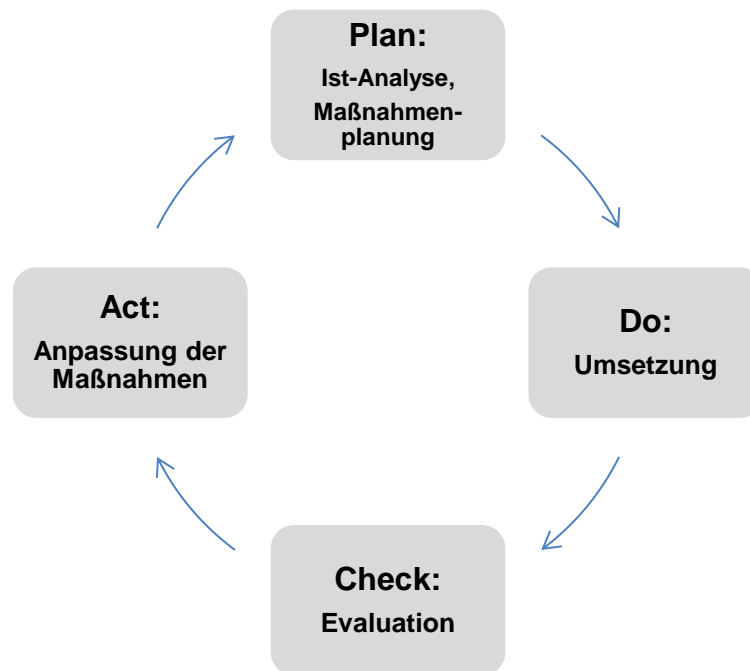 Plan:
Ist-Analyse,
Maßnahmen-
planung
Act:
Anpassung der
Maßnahmen
Do:
Umsetzung
Check:
Evaluation